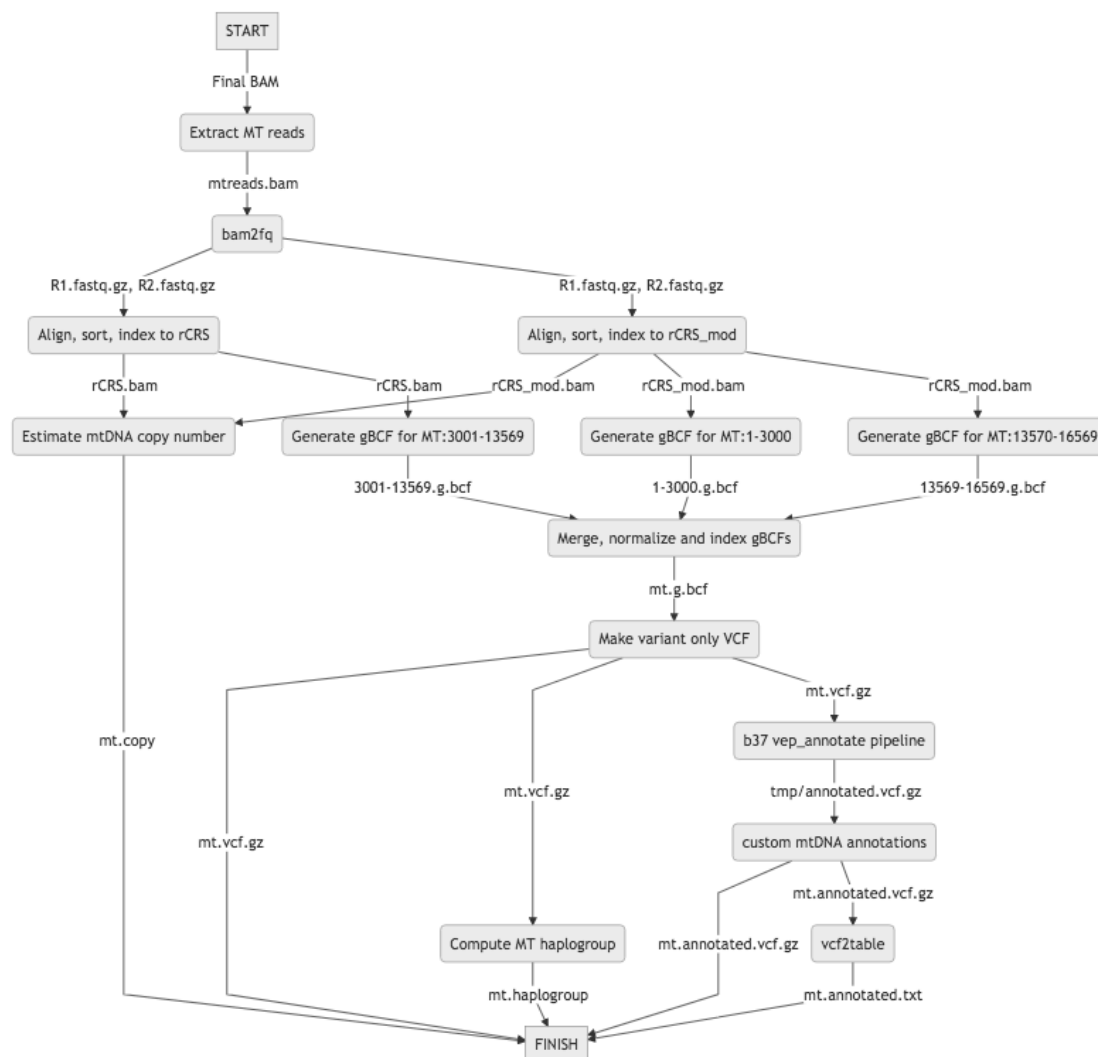 START
Final BAM
Extract MT reads
mtreads.bam
bam2fq
R1.fastq.gz, R2.fastq.gz
R1.fastq.gz, R2.fastq.gz
Align, sort, index to rCRS
Align, sort, index to rCRS_mod
rCRS.bam
rCRS.bam
rCRS_mod.bam
rCRS_mod.bam
rCRS_mod.bam
Estimate mtDNA copy number
Generate gBCF for MT:3001-13569
Generate gBCF for MT:1-3000
Generate gBCF for MT:13570-16569
3001-13569.g.bcf
1-3000.g.bcf
13569-16569.g.bcf
Merge, normalize and index gBCFs
mt.g.bcf
Make variant only VCF
mt.vcf.gz
mt.copy
b37 vep_annotate pipeline
mt.vcf.gz
tmp/annotated.vcf.gz
mt.vcf.gz
custom mtDNA annotations
mt.annotated.vcf.gz
Compute MT haplogroup
mt.annotated.vcf.gz
vcf2table
mt.haplogroup
mt.annotated.txt
FINISH